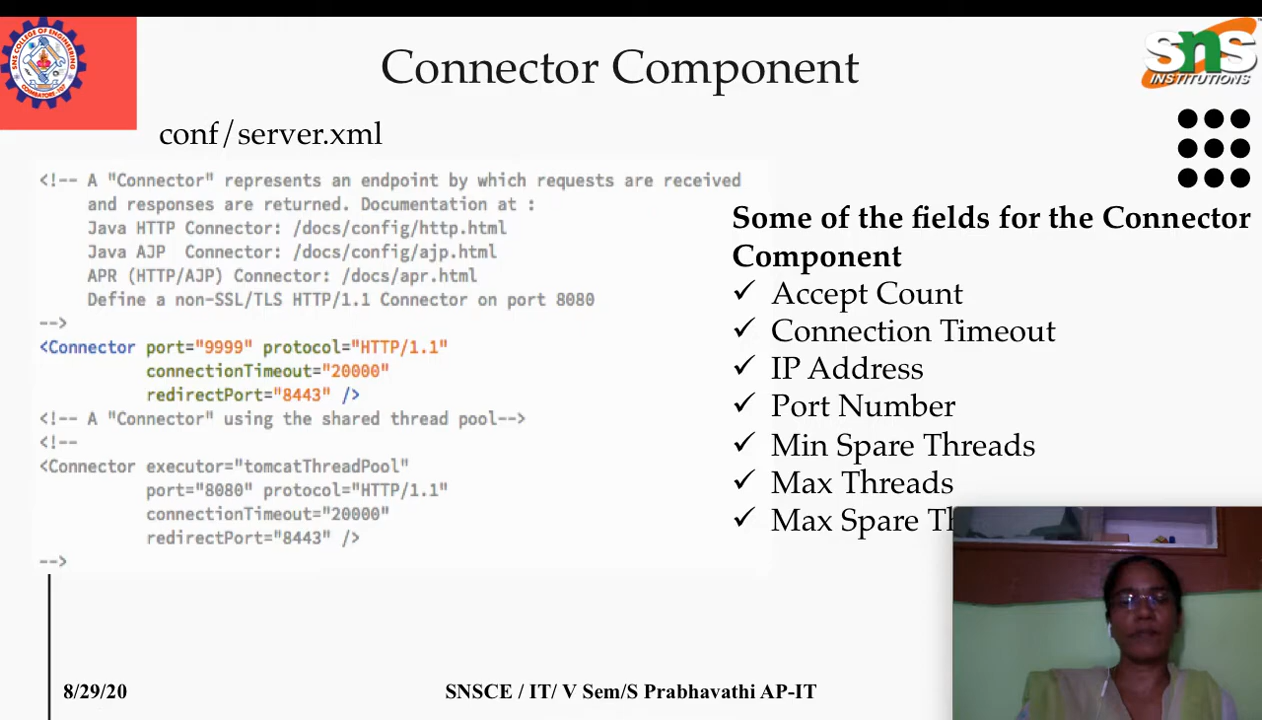 Connector Component
SNS COLLEGE OF ENGINEERING
sns
INSTITUTIONS
conf/server.xml
<!-- A "Connector" represents an endpoint by which requests are received
and responses are returned. Documentation at :
Java HTTP Connector: /docs/config/http.html
Java AJP  Connector: /docs/config/ajp.html
APR (HTTP/AJP) Connector: /docs/apr.html
Define a non-SSL/TLS HTTP/1.1 Connector on port 8080
-->
<Connector port="9999" protocol="HTTP/1.1"
connectionTimeout="20000"
redirectPort="8443" />
<!-- A "Connector" using the shared thread pool-->
<!--
<Connector executor="tomcatThreadPool"
port="8080" protocol="HTTP/1.1"
connectionTimeout="20000"
redirectPort="8443" />
-->
Some of the fields for the Connector
Component
✓ Accept Count
✓ Connection Timeout
✓ IP Address
✓ Port Number
✓ Min Spare Threads
✓ Max Threads
✓ Max Spare
8/29/20
SNSCE / IT/ V Sem/S Prabhavathi AP-IT